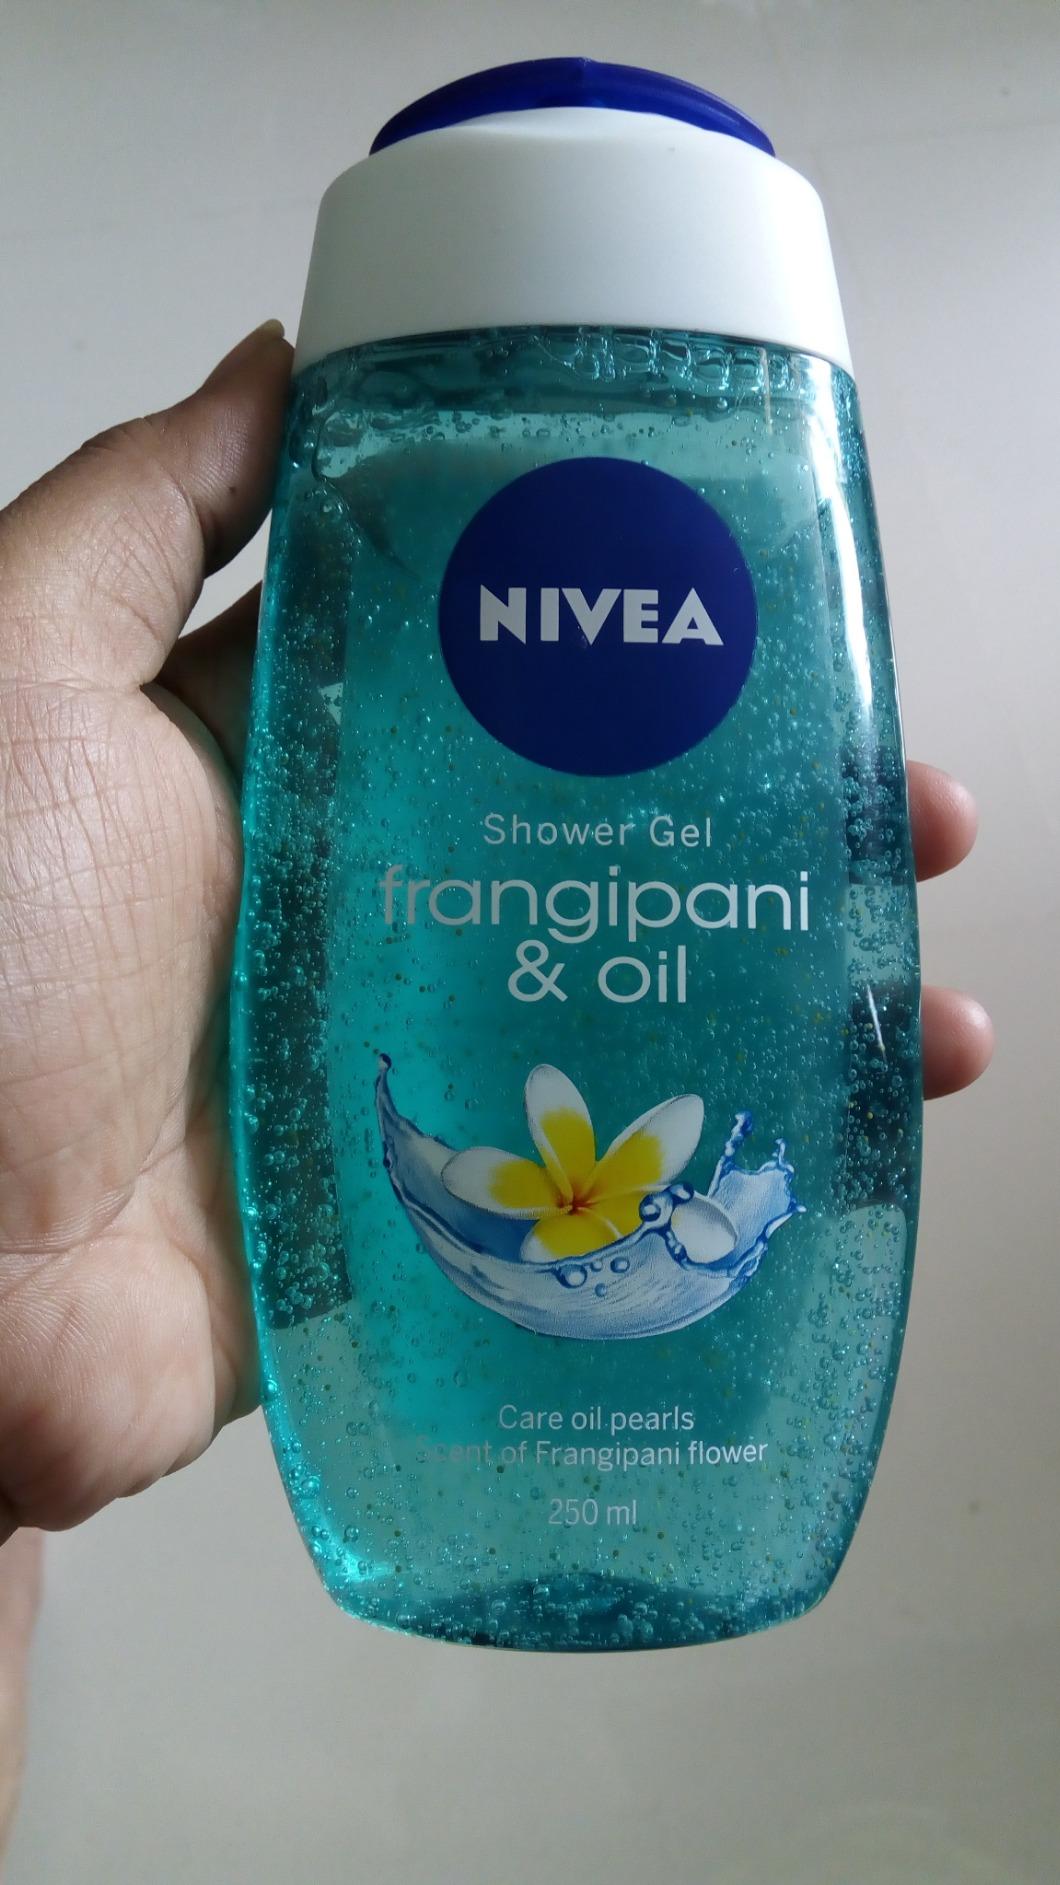 NIVEA
Shower Gel
frangipani
& oil
Care oil pearls
Scent of Frangipani flower
250 ml